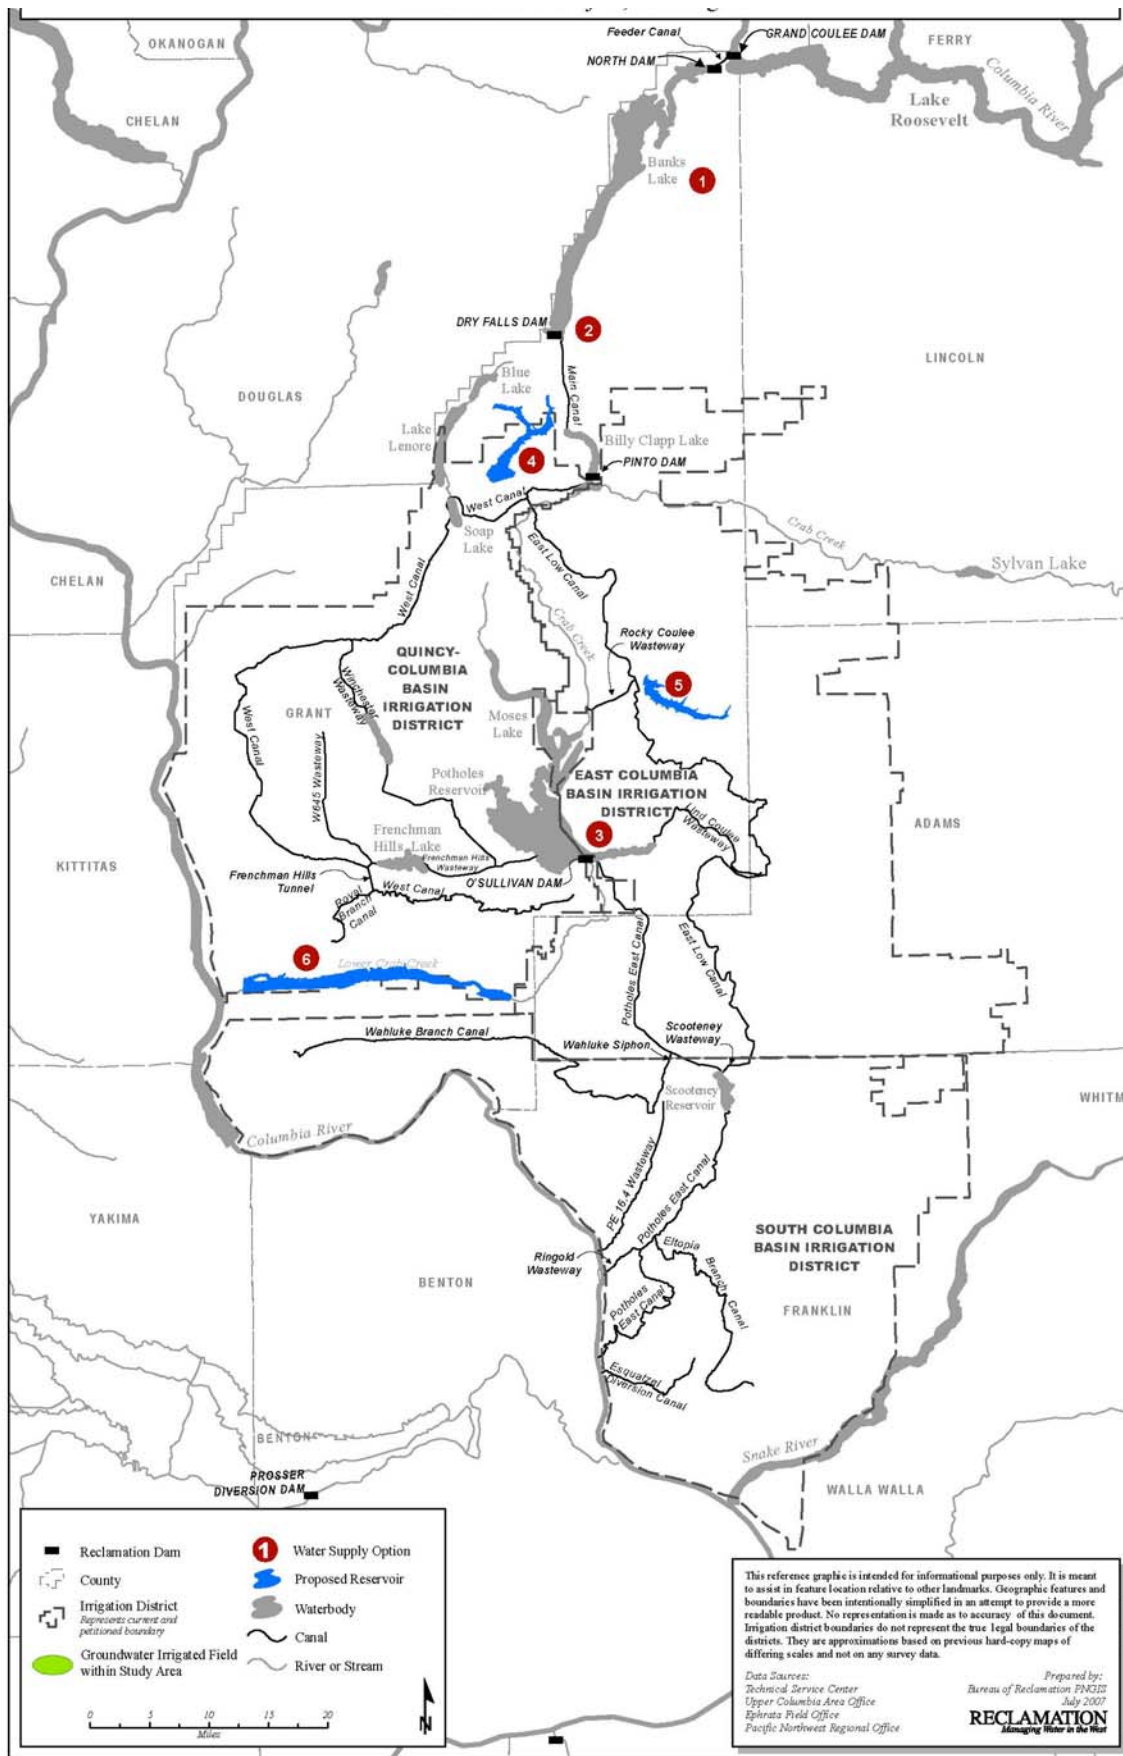 OKANOGAN
Feeder Canal
GRAND COULEE DAM
FERRY
NORTH DAM
Columbia River
Lake
Roosevelt
CHELAN
Banks
Lake
1
DRY FALLS DAM
2
LINCOLN
Main Canal
Blue
Lake
DOUGLAS
Lake
Lenore
Billy Clapp Lake
4
PINTO DAM
West Canal
Soap
Lake
Crab Creek
Sylvan Lake
East Low Canal
CHELAN
West Canal
Crab Creek
Rocky Coulee
Wasteway
QUINCY-
COLUMBIA
BASIN
IRRIGATION
DISTRICT
Winchester
Wasteway
5
GRANT
Moses
Lake
West Canal
W645 Wasteway
Potholes
Reservoir
EAST COLUMBIA
BASIN IRRIGATION
DISTRICT
Lind Coulee
Wasteway
ADAMS
3
Frenchman
Hills Lake
Frenchman Hills
Wasteway
KITTITAS
Frenchman Hills
Tunnel
O'SULLIVAN DAM
West Canal
Royal
Branch
Canal
Potholes East Canal
East Low Canal
6
Lower Crab Creek
Wahluke Branch Canal
Wahluke Siphon
Scooteney
Wasteway
Scooteney
Reservoir
WHITM
Columbia River
PE 16.4 Wasteway
Potholes East Canal
YAKIMA
SOUTH COLUMBIA
BASIN IRRIGATION
DISTRICT
Eltopia
Branch Canal
Ringold
Wasteway
BENTON
Potholes
East Canal
FRANKLIN
Esquatzel
Diversion Canal
BENTON
Snake River
PROSSER
DIVERSION DAM
WALLA WALLA
Reclamation Dam
1 Water Supply Option
County
Proposed Reservoir
Irrigation District
Represents current and
petitioned boundary
Waterbody
Canal
Groundwater Irrigated Field
within Study Area
River or Stream
0 5 10 15 20
Miles
N
This reference graphic is intended for informational purposes only. It is meant
to assist in feature location relative to other landmarks. Geographic features and
boundaries have been intentionally simplified in an attempt to provide a more
readable product. No representation is made as to accuracy of this document.
Irrigation district boundaries do not represent the true legal boundaries of the
districts. They are approximations based on previous hard-copy maps of
differing scales and not on any survey data.
Data Sources:
Technical Service Center
Upper Columbia Area Office
Ephrata Field Office
Pacific Northwest Regional Office
Prepared by:
Bureau of Reclamation PNGIS
July 2007
RECLAMATION
Managing Water in the West